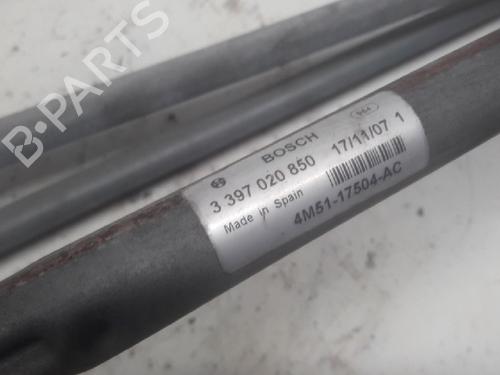 B-PARTS
BOSCH
3 397 020 850 17/11/07 1
Made in Spain
4M51-17504-AC